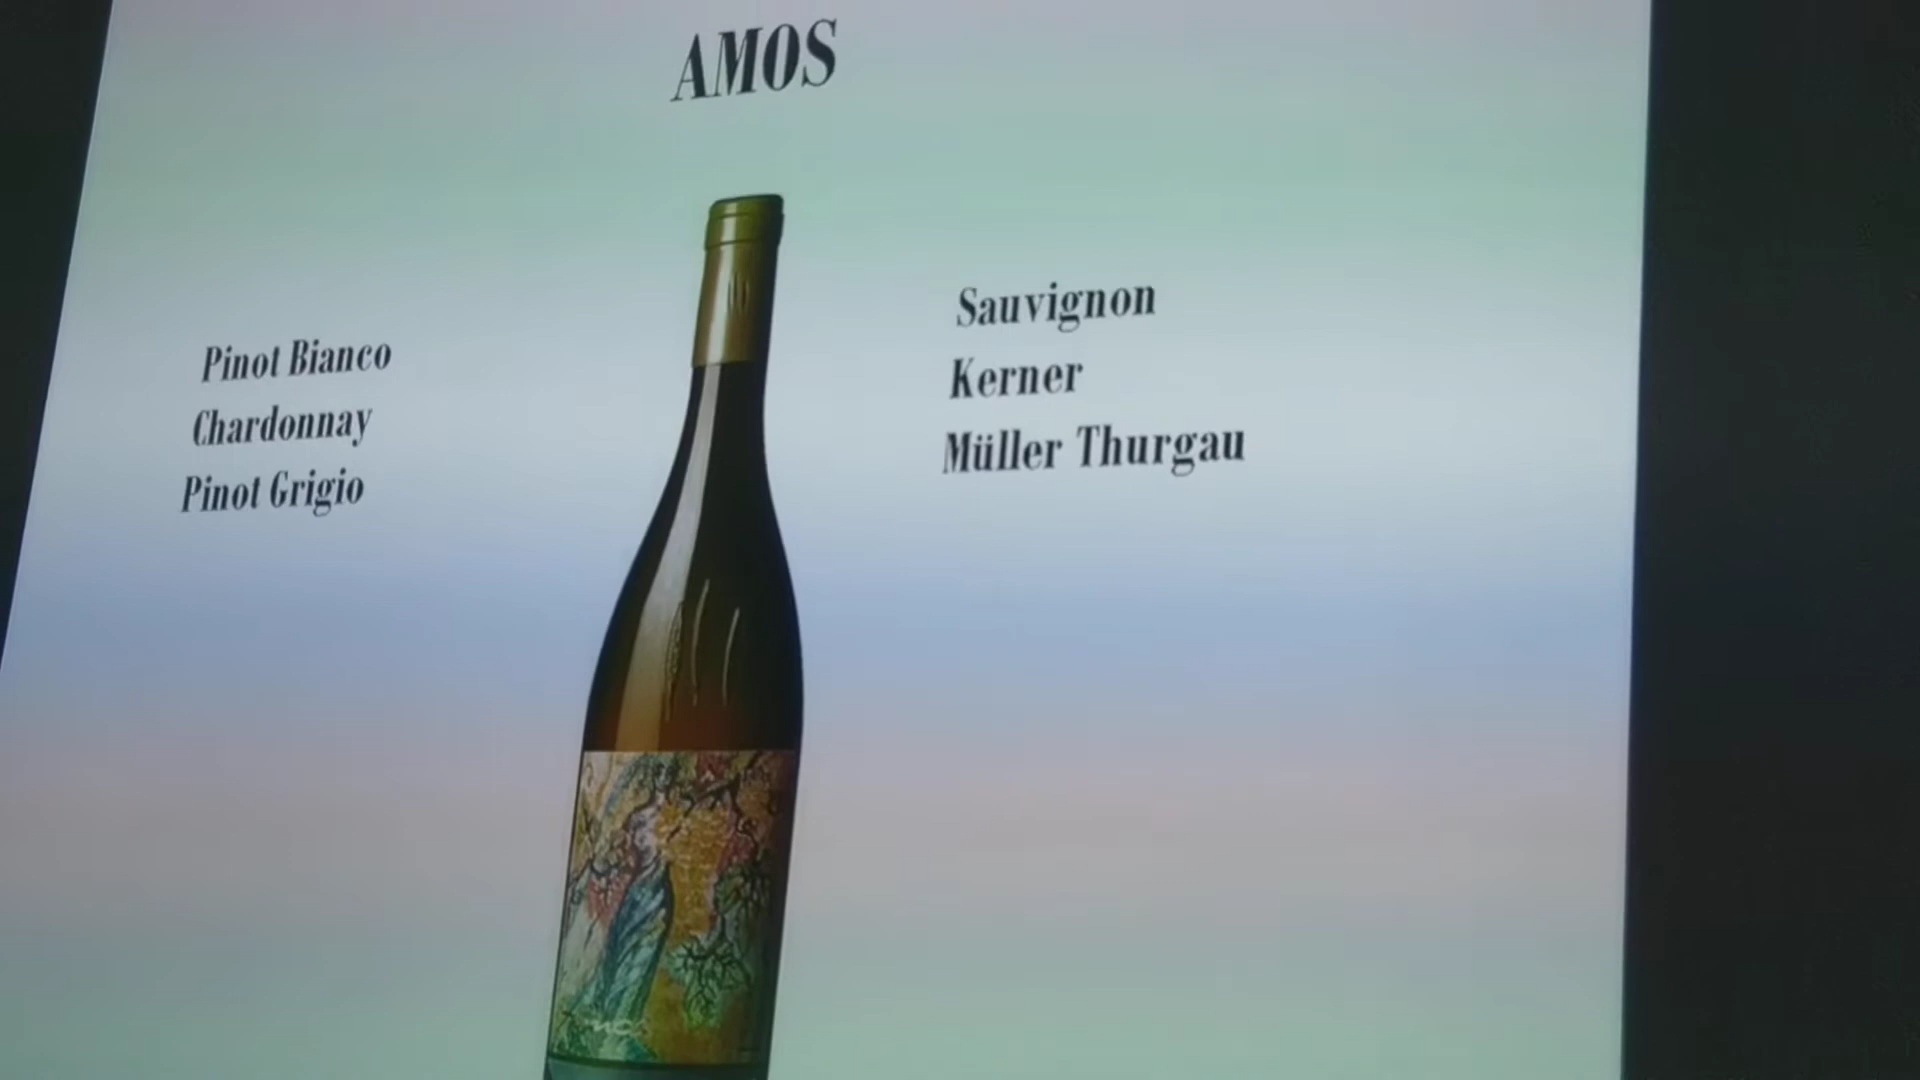 AMOS
Pinot Bianco
Chardonnay
Pinot Grigio
Sauvignon
Kerner
Müller Thurgau